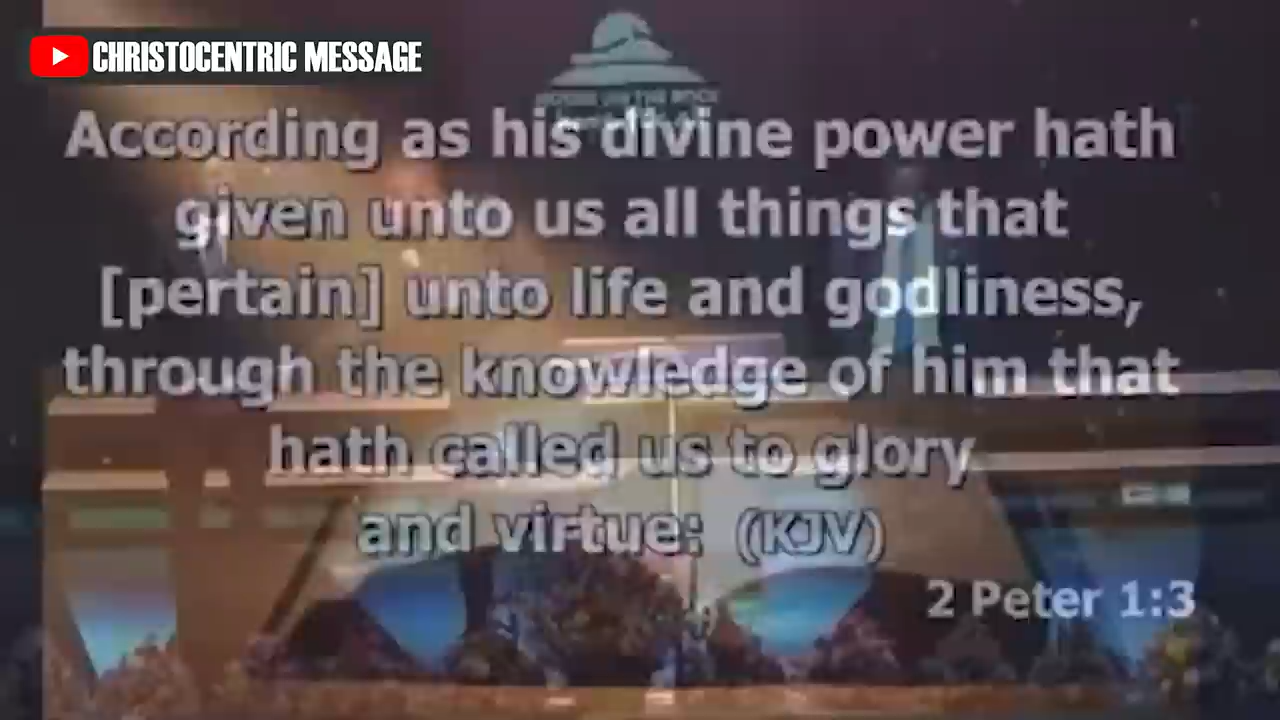 CHRISTOCENTRIC MESSAGE
According as his divine power hath
given unto us all things that
[pertain] unto life and godliness,
through the knowledge of him that
hath called us to glory
and virtue: (KJV)
2 Peter 1:3